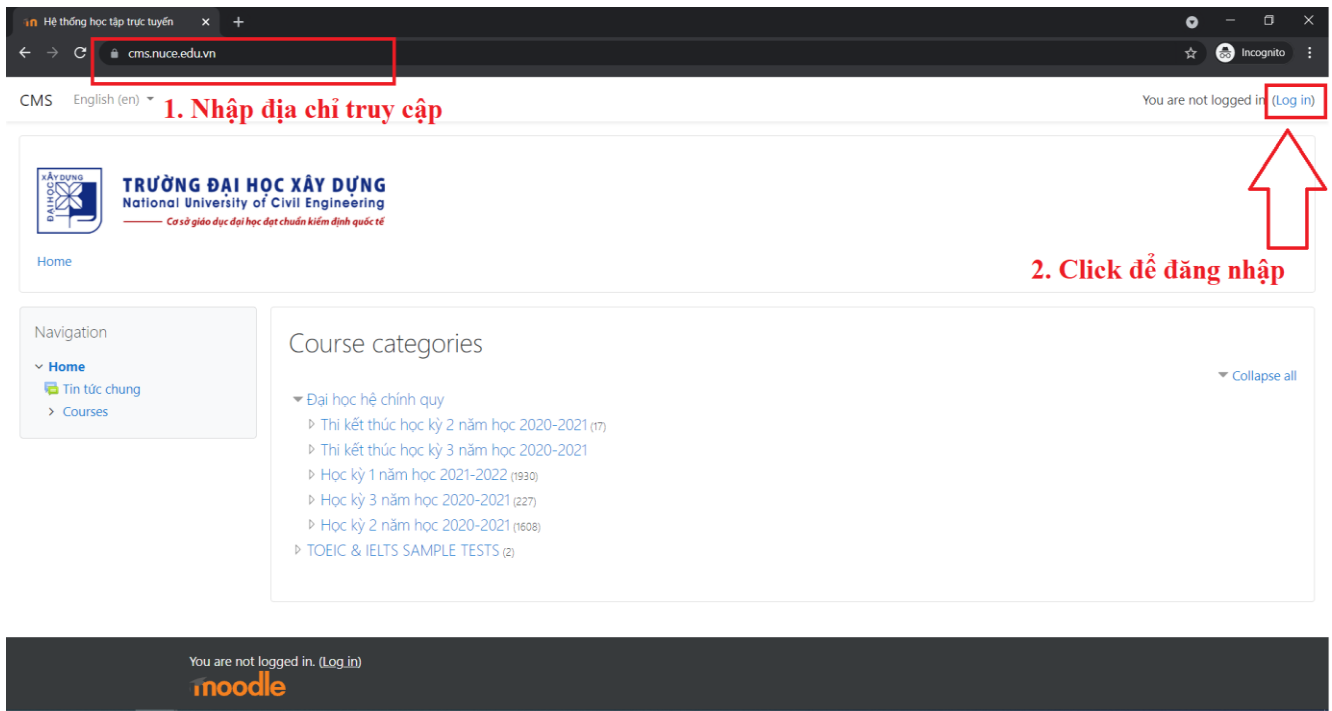 Hệ thống học tập trực tuyến
cms.nuce.edu.vn
Incognito
CMS English (en)
You are not logged in. (Log in)
1. Nhập địa chỉ truy cập
XÂY DỰNG
ĐẠI HỌC
TRƯỜNG ĐẠI HỌC XÂY DỰNG
National University of Civil Engineering
Cơ sở giáo dục đại học đạt chuẩn kiểm định quốc tế
Home
2. Click để đăng nhập
Navigation
Home
Tin tức chung
Courses
Course categories
Collapse all
Đại học hệ chính quy
Thi kết thúc học kỳ 2 năm học 2020-2021 (17)
Thi kết thúc học kỳ 3 năm học 2020-2021
Học kỳ 1 năm học 2021-2022 (1930)
Học kỳ 3 năm học 2020-2021 (227)
Học kỳ 2 năm học 2020-2021 (1608)
TOEIC & IELTS SAMPLE TESTS (2)
You are not logged in. (Log in)
moodle